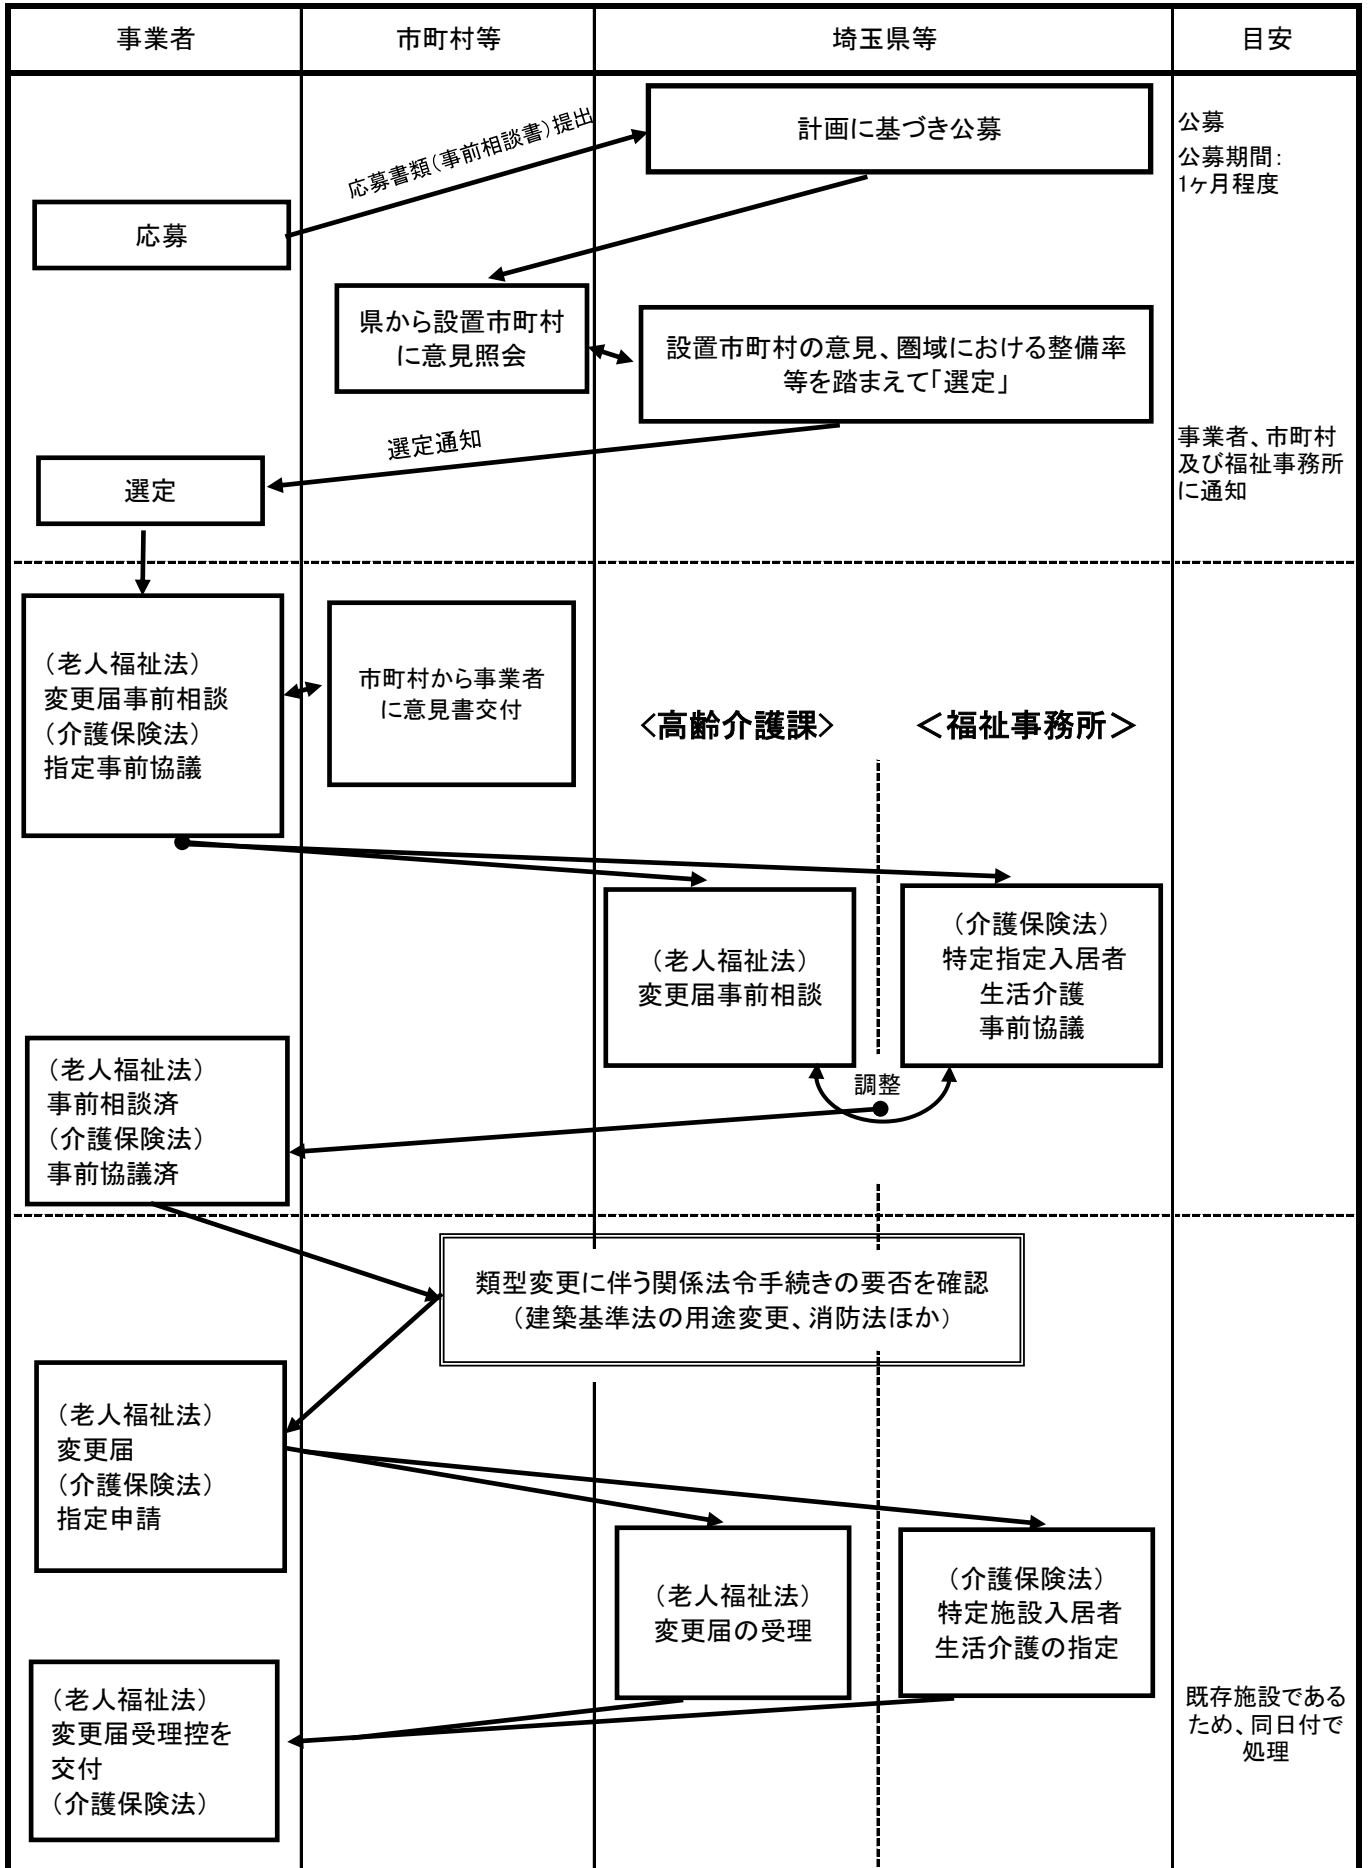 事業者
市町村等
埼玉県等
目安
応募書類(事前相談書)提出
計画に基づき公募
公募
公募期間:
1ヶ月程度
応募
県から設置市町村
に意見照会
設置市町村の意見、圏域における整備率
等を踏まえて「選定」
選定通知
事業者、市町村
及び福祉事務所
に通知
選定
(老人福祉法)
変更届事前相談
(介護保険法)
指定事前協議
市町村から事業者
に意見書交付
<高齢介護課>
<福祉事務所>
(老人福祉法)
変更届事前相談
(介護保険法)
特定指定入居者
生活介護
事前協議
調整
(老人福祉法)
事前相談済
(介護保険法)
事前協議済
類型変更に伴う関係法令手続きの要否を確認
(建築基準法の用途変更、消防法ほか)
(老人福祉法)
変更届
(介護保険法)
指定申請
(老人福祉法)
変更届の受理
(介護保険法)
特定施設入居者
生活介護の指定
(老人福祉法)
変更届受理控を
交付
(介護保険法)
既存施設である
ため、同日付で
処理